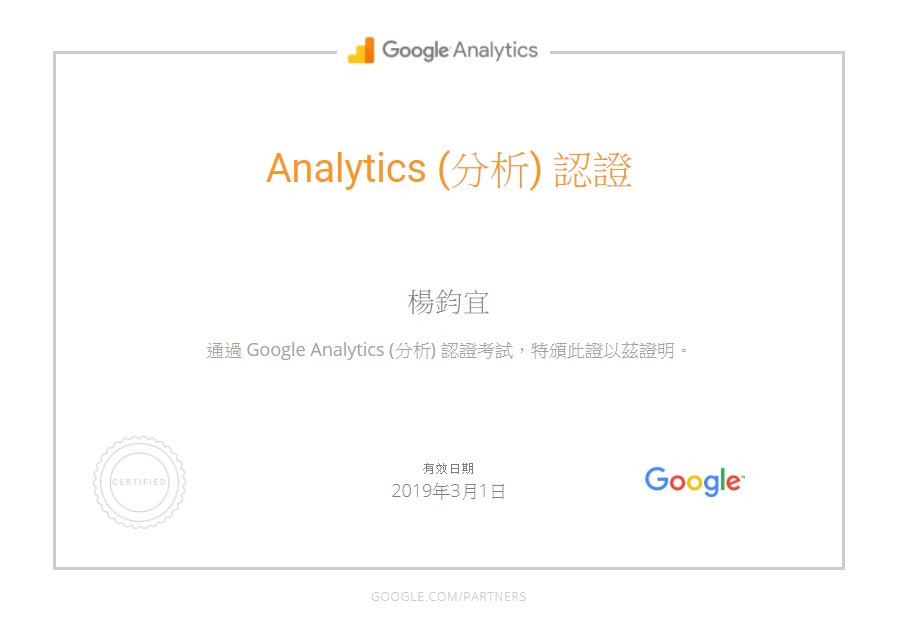 Google Analytics
Analytics (分析) 認證
楊鈞宜
通過 Google Analytics (分析) 認證考試，特頒此證以茲證明。
CERTIFIED
有效日期
2019年3月1日
Google™
GOOGLE.COM/PARTNERS